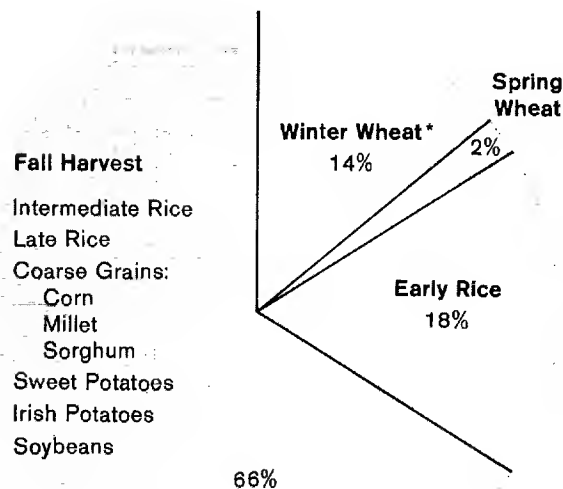 Spring
Wheat
2%
Winter Wheat*
14%
Fall Harvest
Intermediate Rice
Late Rice
Coarse Grains:
Corn
Millet
Sorghum
Sweet Potatoes
Irish Potatoes
Soybeans
66%
Early Rice
18%